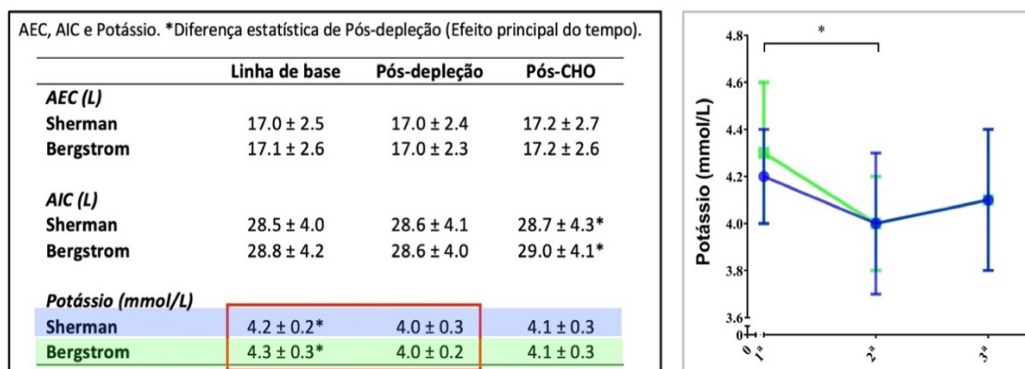 AEC, AIC e Potássio. *Diferença estatística de Pós-depleção (Efeito principal do tempo).
Linha de base Pós-depleção Pós-CHO
AEC (L)
Sherman 17.0 ± 2.5 17.0 ± 2.4 17.2 ± 2.7
Bergstrom 17.1 ± 2.6 17.0 ± 2.3 17.2 ± 2.6
AIC (L)
Sherman 28.5 ± 4.0 28.6 ± 4.1 28.7 ± 4.3*
Bergstrom 28.8 ± 4.2 28.6 ± 4.0 29.0 ± 4.1*
Potássio (mmol/L)
Sherman 4.2 ± 0.2* 4.0 ± 0.3 4.1 ± 0.3
Bergstrom 4.3 ± 0.3* 4.0 ± 0.2 4.1 ± 0.3
*
Potássio (mmol/L)
4.8
4.6
4.4
4.2
4.0
3.8
3.6
0
0 1ª 2ª 3ª